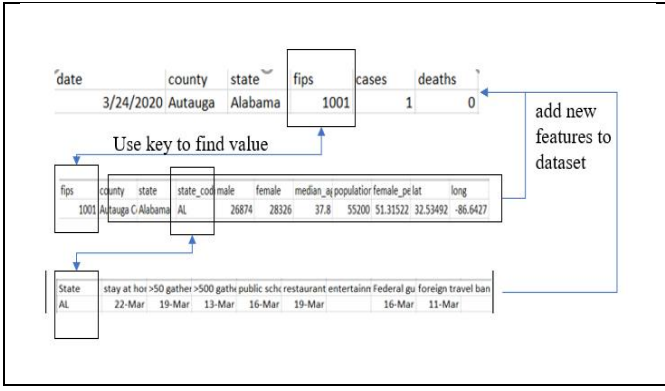 date county state fips cases deaths
3/24/2020 Autauga Alabama 1001 1 0
add new
features to
dataset
Use key to find value
fips county state state_cod male female median_ag population female_pe lat long
1001 Autauga C Alabama AL 26874 28326 37.8 55200 51.31522 32.53492 -86.6427
State stay at hor >50 gather >500 gathe public scho restaurant entertainn Federal gu foreign travel ban
AL 22-Mar 19-Mar 13-Mar 16-Mar 19-Mar 16-Mar 11-Mar